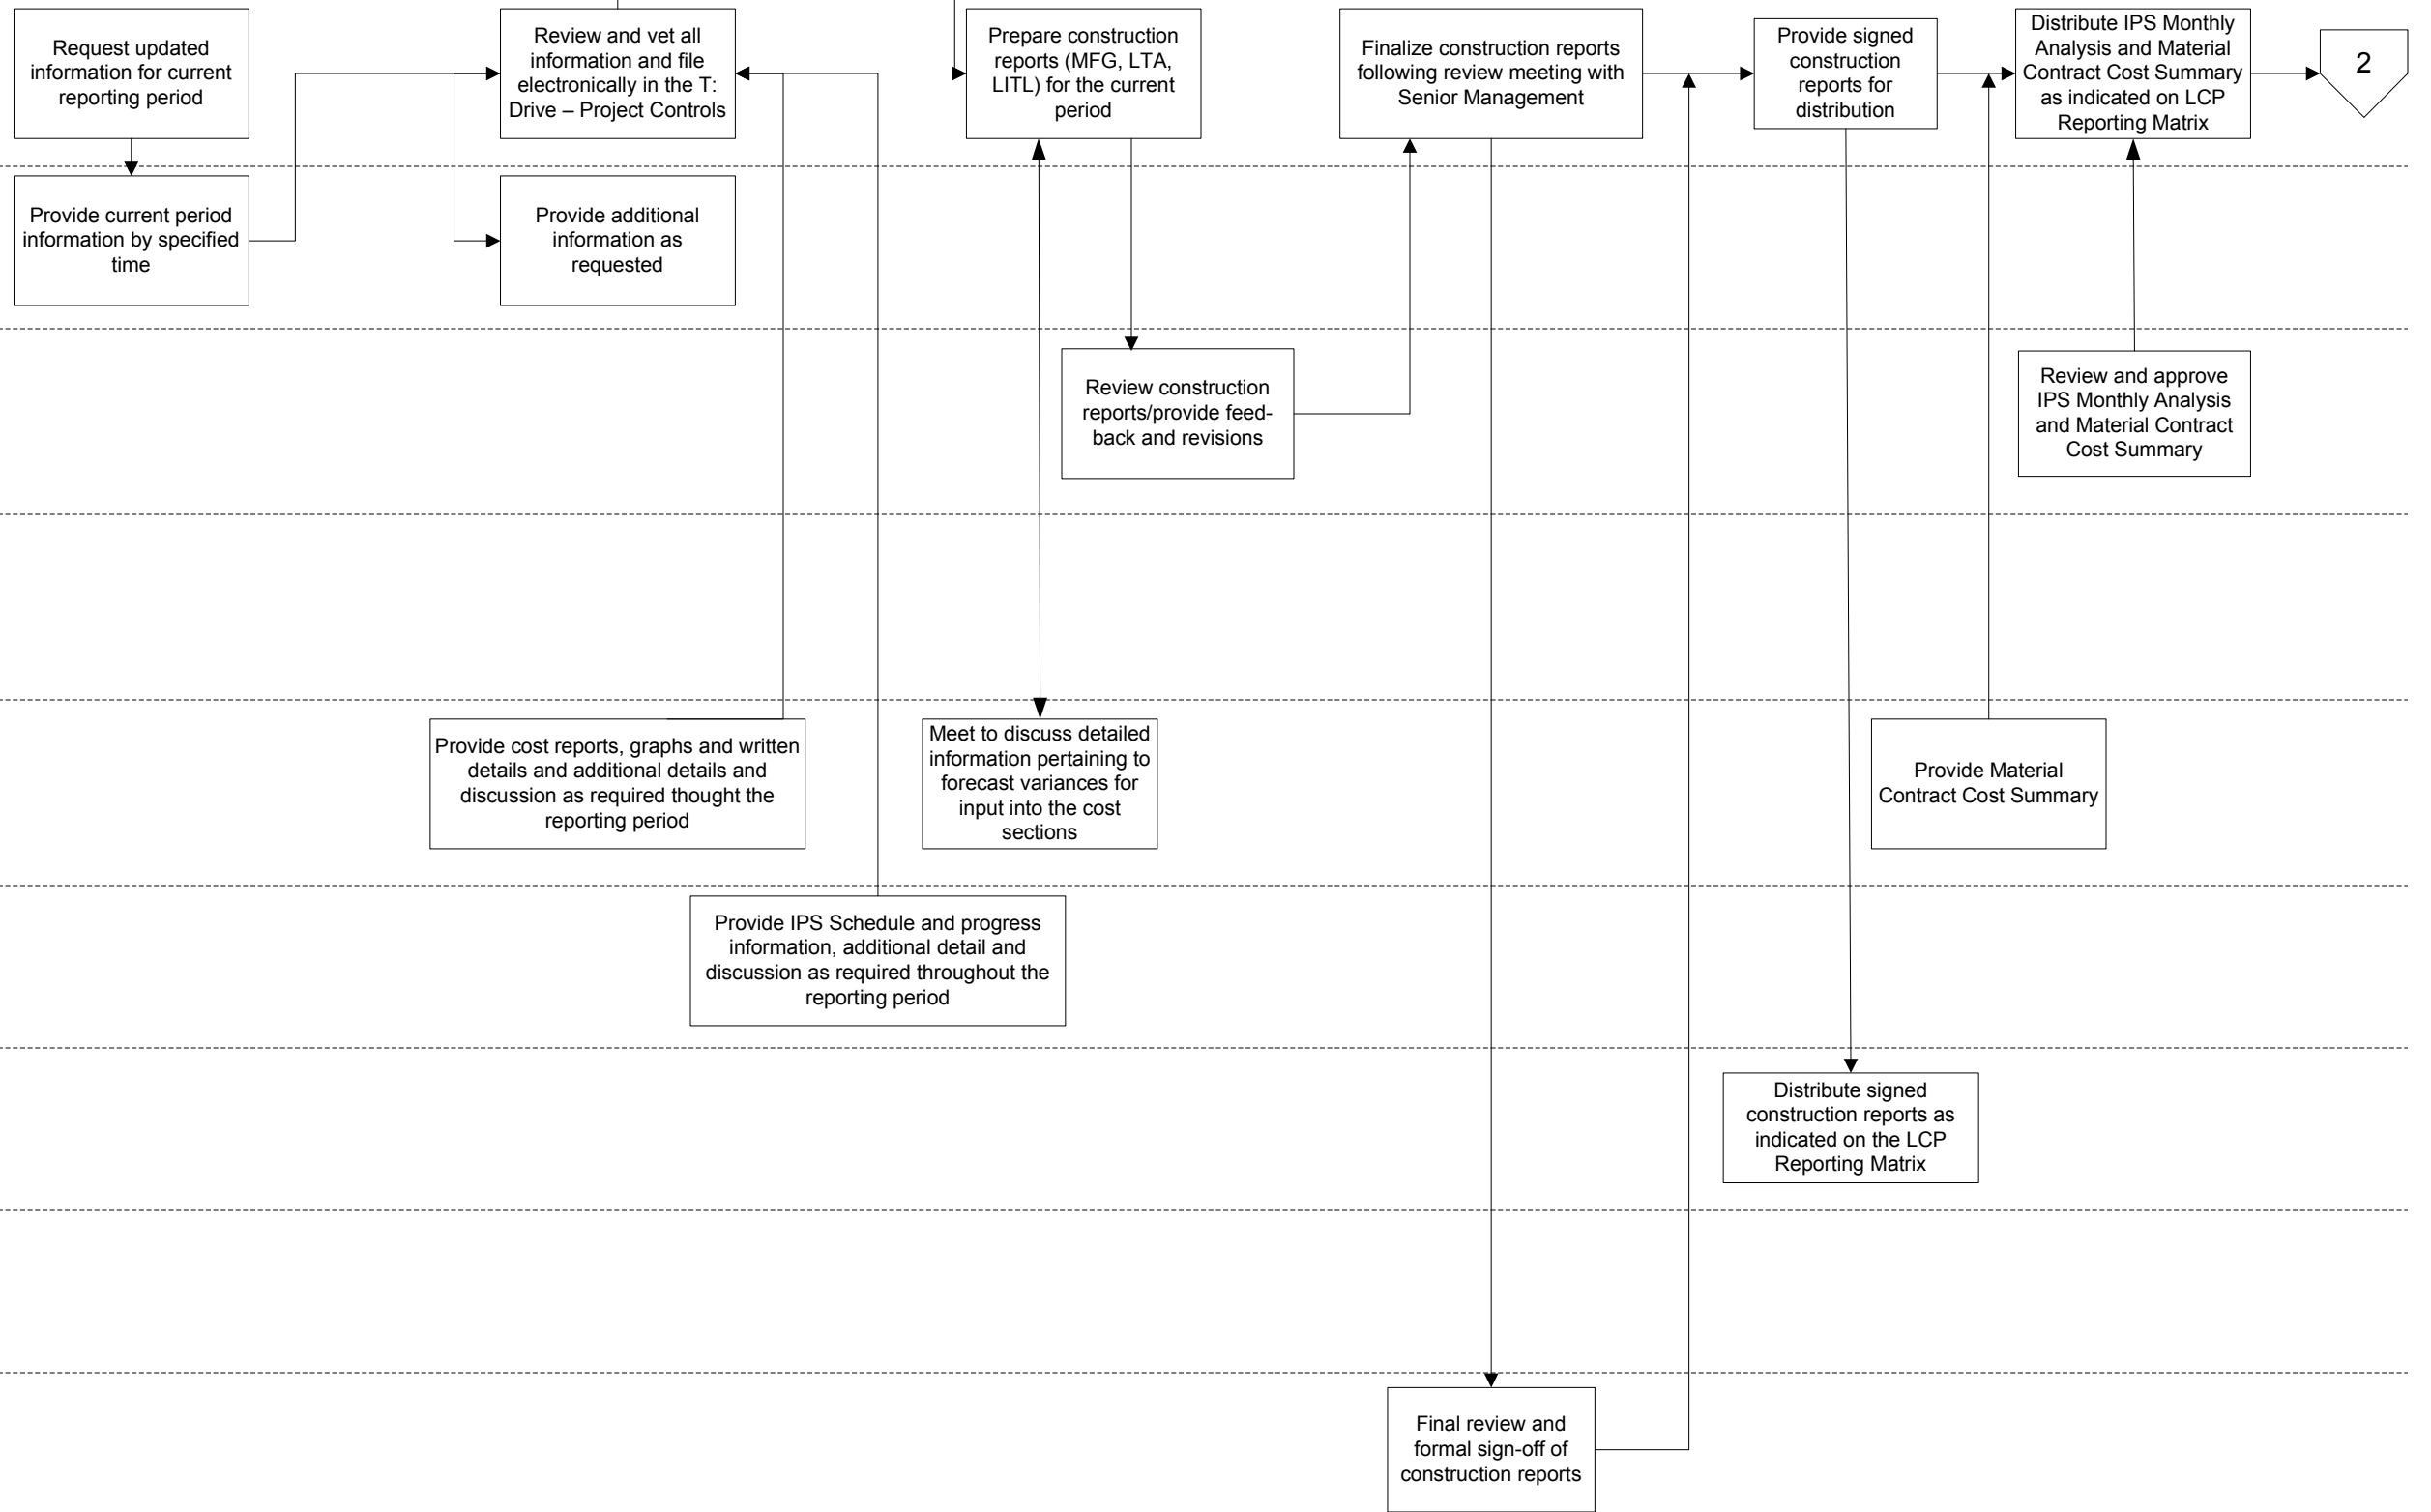 Request updated
information for current
reporting period
Review and vet all
information and file
electronically in the T:
Drive – Project Controls
Prepare construction
reports (MFG, LTA,
LITL) for the current
period
Finalize construction reports
following review meeting with
Senior Management
Provide signed
construction
reports for
distribution
Distribute IPS Monthly
Analysis and Material
Contract Cost Summary
as indicated on LCP
Reporting Matrix
2
Provide current period
information by specified
time
Provide additional
information as
requested
Review construction
reports/provide feed-
back and revisions
Review and approve
IPS Monthly Analysis
and Material Contract
Cost Summary
Provide cost reports, graphs and written
details and additional details and
discussion as required thought the
reporting period
Meet to discuss detailed
information pertaining to
forecast variances for
input into the cost
sections
Provide Material
Contract Cost Summary
Provide IPS Schedule and progress
information, additional detail and
discussion as required throughout the
reporting period
Distribute signed
construction reports as
indicated on the LCP
Reporting Matrix
Final review and
formal sign-off of
construction reports